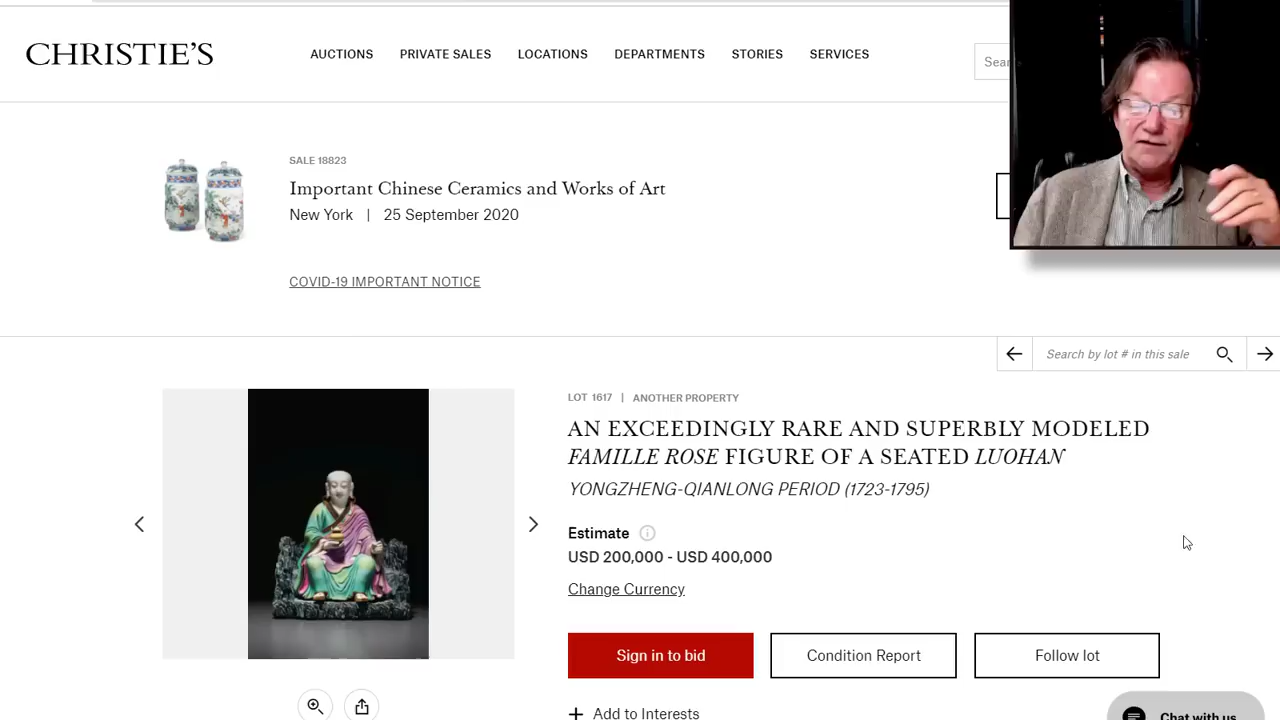 CHRISTIE'S
AUCTIONS PRIVATE SALES LOCATIONS DEPARTMENTS STORIES SERVICES
SALE 18823
Important Chinese Ceramics and Works of Art
New York | 25 September 2020
COVID-19 IMPORTANT NOTICE
Search by lot # in this sale
LOT 1617 | ANOTHER PROPERTY
AN EXCEEDINGLY RARE AND SUPERBLY MODELED
FAMILLE ROSE FIGURE OF A SEATED LUOHAN
YONGZHENG-QIANLONG PERIOD (1723-1795)
Estimate
USD 200,000 - USD 400,000
Change Currency
Sign in to bid
Condition Report
Follow lot
Add to Interests
Chat with us